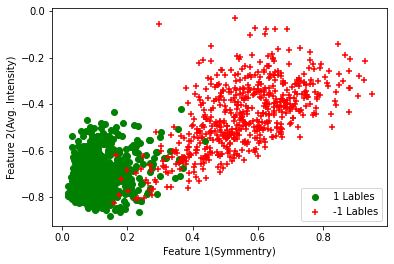 0.0
−0.2
−0.4
−0.6
−0.8
Feature 2(Avg. Intensity)
1 Lables
-1 Lables
0.0 0.2 0.4 0.6 0.8
Feature 1(Symmentry)